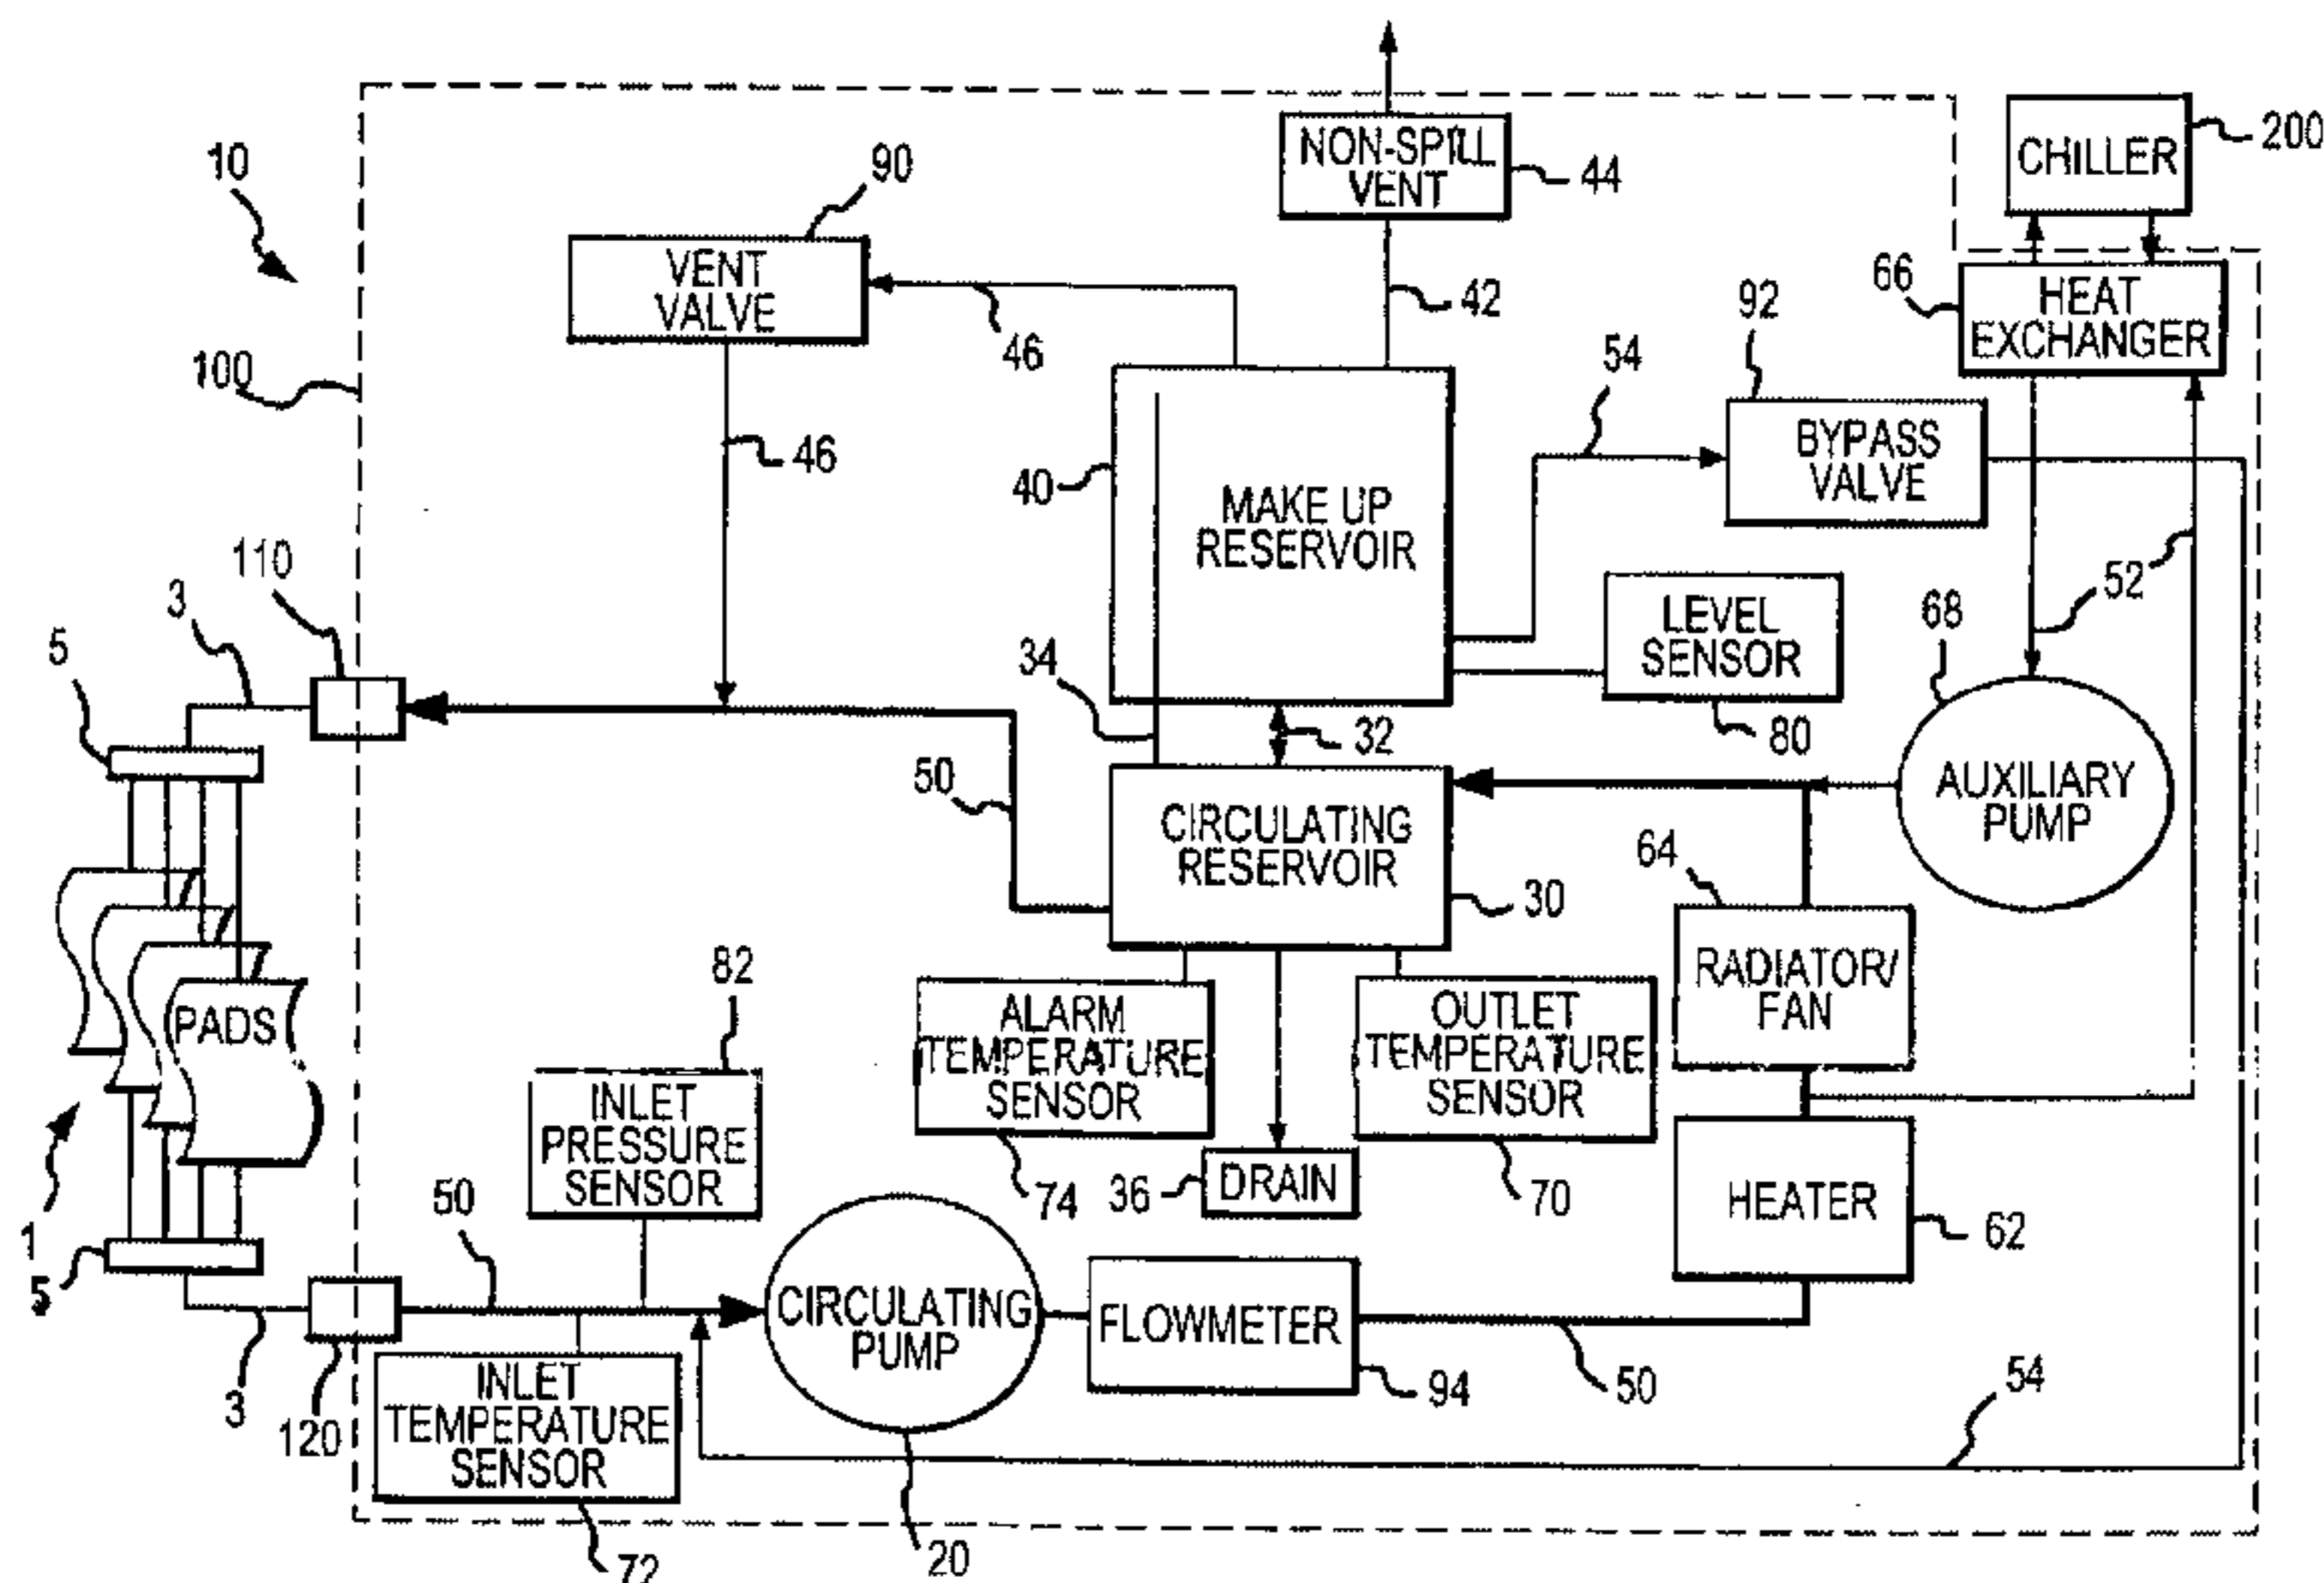 10
100
90
VENT
VALVE
46
46
NON-SPILL
VENT
44
42
CHILLER
200
66
HEAT
EXCHANGER
92
BYPASS
VALVE
54
52
40
MAKE UP
RESERVOIR
LEVEL
SENSOR
80
68
AUXILIARY
PUMP
110
3
5
34
32
50
CIRCULATING
RESERVOIR
30
64
RADIATOR/
FAN
PADS
1
5
3
82
INLET
PRESSURE
SENSOR
ALARM
TEMPERATURE
SENSOR
74
36
DRAIN
OUTLET
TEMPERATURE
SENSOR
70
HEATER
62
50
120
INLET
TEMPERATURE
SENSOR
72
CIRCULATING
PUMP
20
FLOWMETER
94
50
54